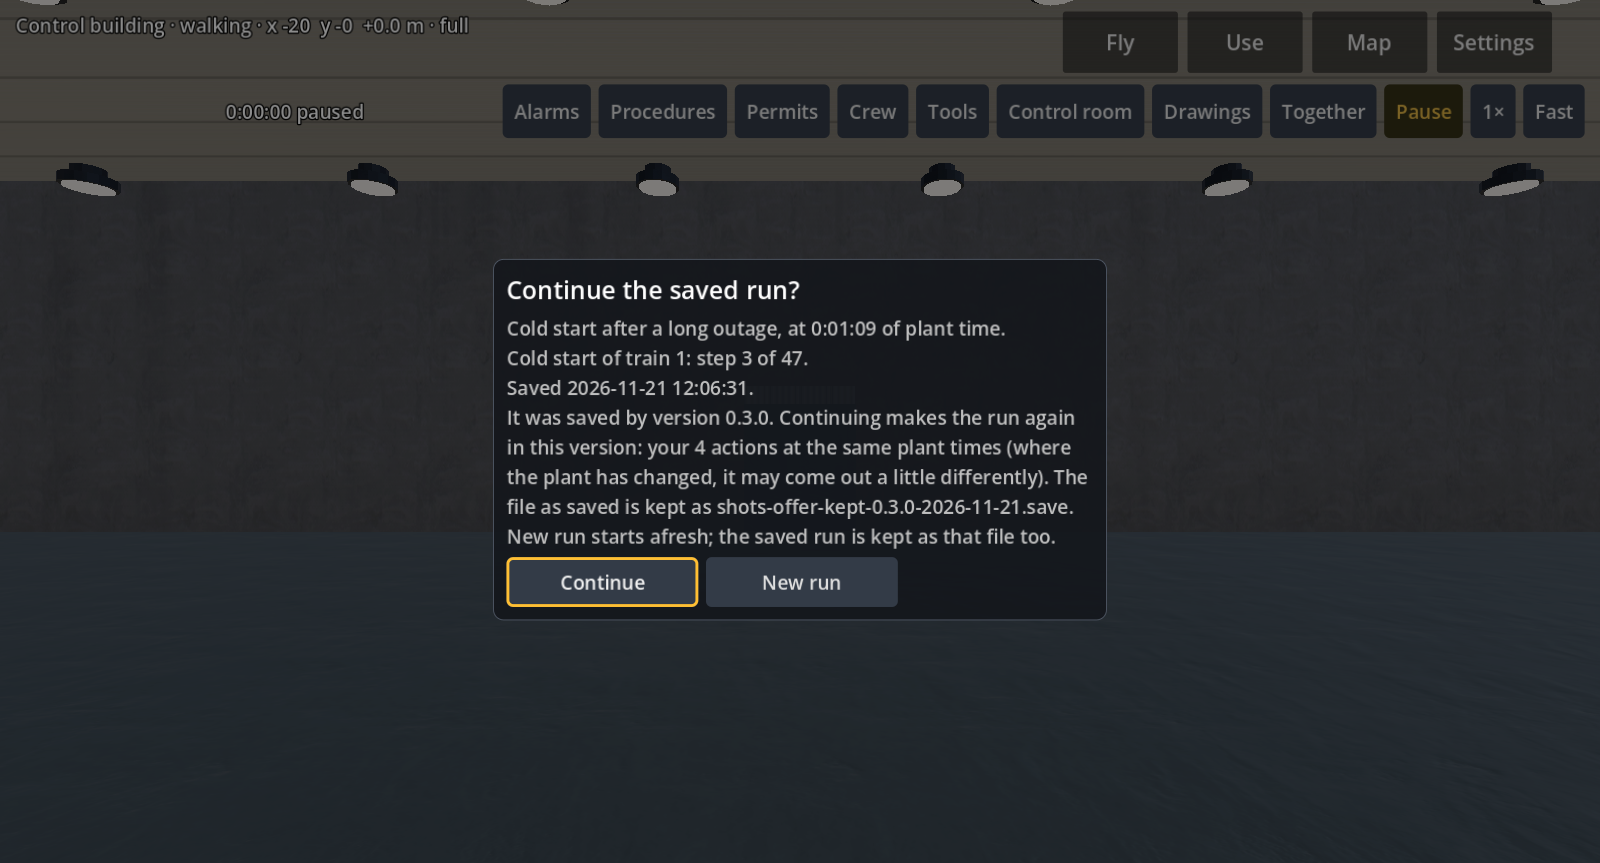 Control building · walking · x -20 y -0 +0.0 m · full
Fly
Use
Map
Settings
0:00:00 paused
Alarms
Procedures
Permits
Crew
Tools
Control room
Drawings
Together
Pause
1×
Fast
Continue the saved run?
Cold start after a long outage, at 0:01:09 of plant time.
Cold start of train 1: step 3 of 47.
Saved 2026-11-21 12:06:31.
It was saved by version 0.3.0. Continuing makes the run again
in this version: your 4 actions at the same plant times (where
the plant has changed, it may come out a little differently). The
file as saved is kept as shots-offer-kept-0.3.0-2026-11-21.save.
New run starts afresh; the saved run is kept as that file too.
Continue
New run